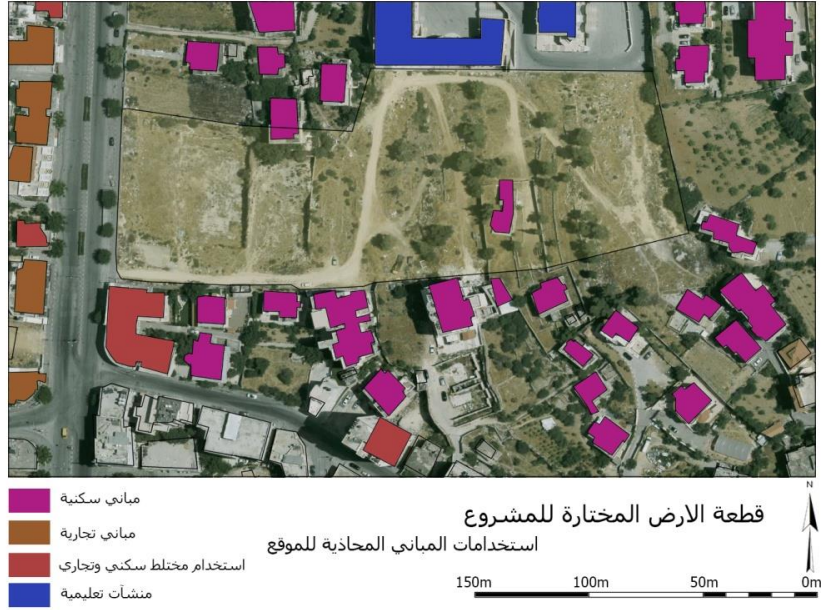 مباني سكنية
مباني تجارية
استخدام مختلط سكني وتجاري
منشآت تعليمية
قطعة الارض المختارة للمشروع
استخدامات المباني المحاذية للموقع
N
150m 100m 50m 0m